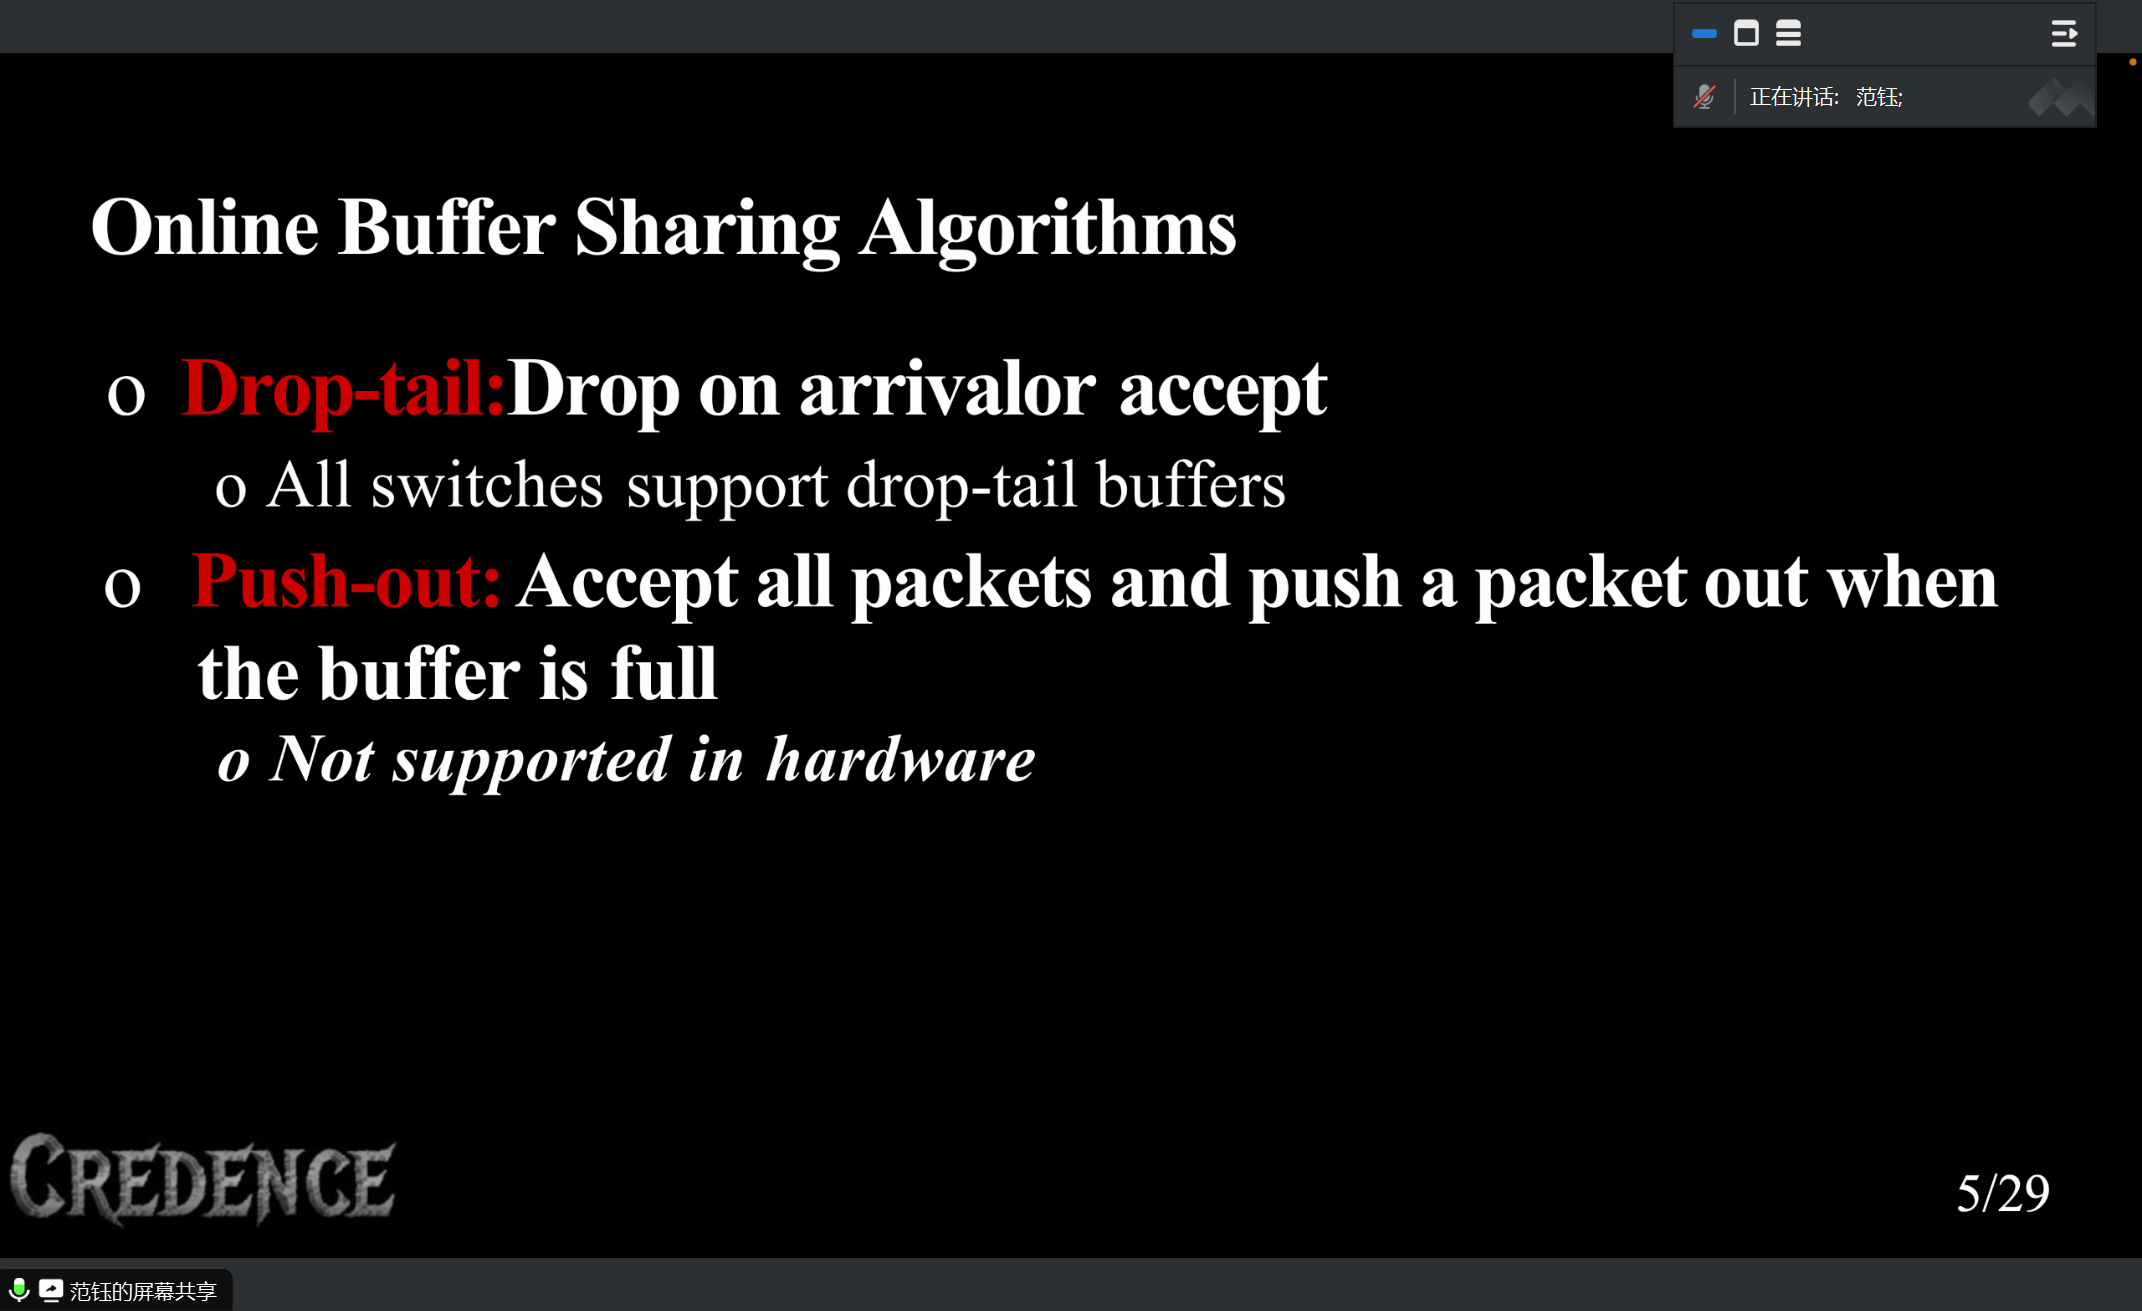 正在讲话: 范钰;
Online Buffer Sharing Algorithms
o Drop-tail:Drop on arrivalor accept
o All switches support drop-tail buffers
o Push-out: Accept all packets and push a packet out when
the buffer is full
o Not supported in hardware
CREDENCE
5/29
范钰的屏幕共享